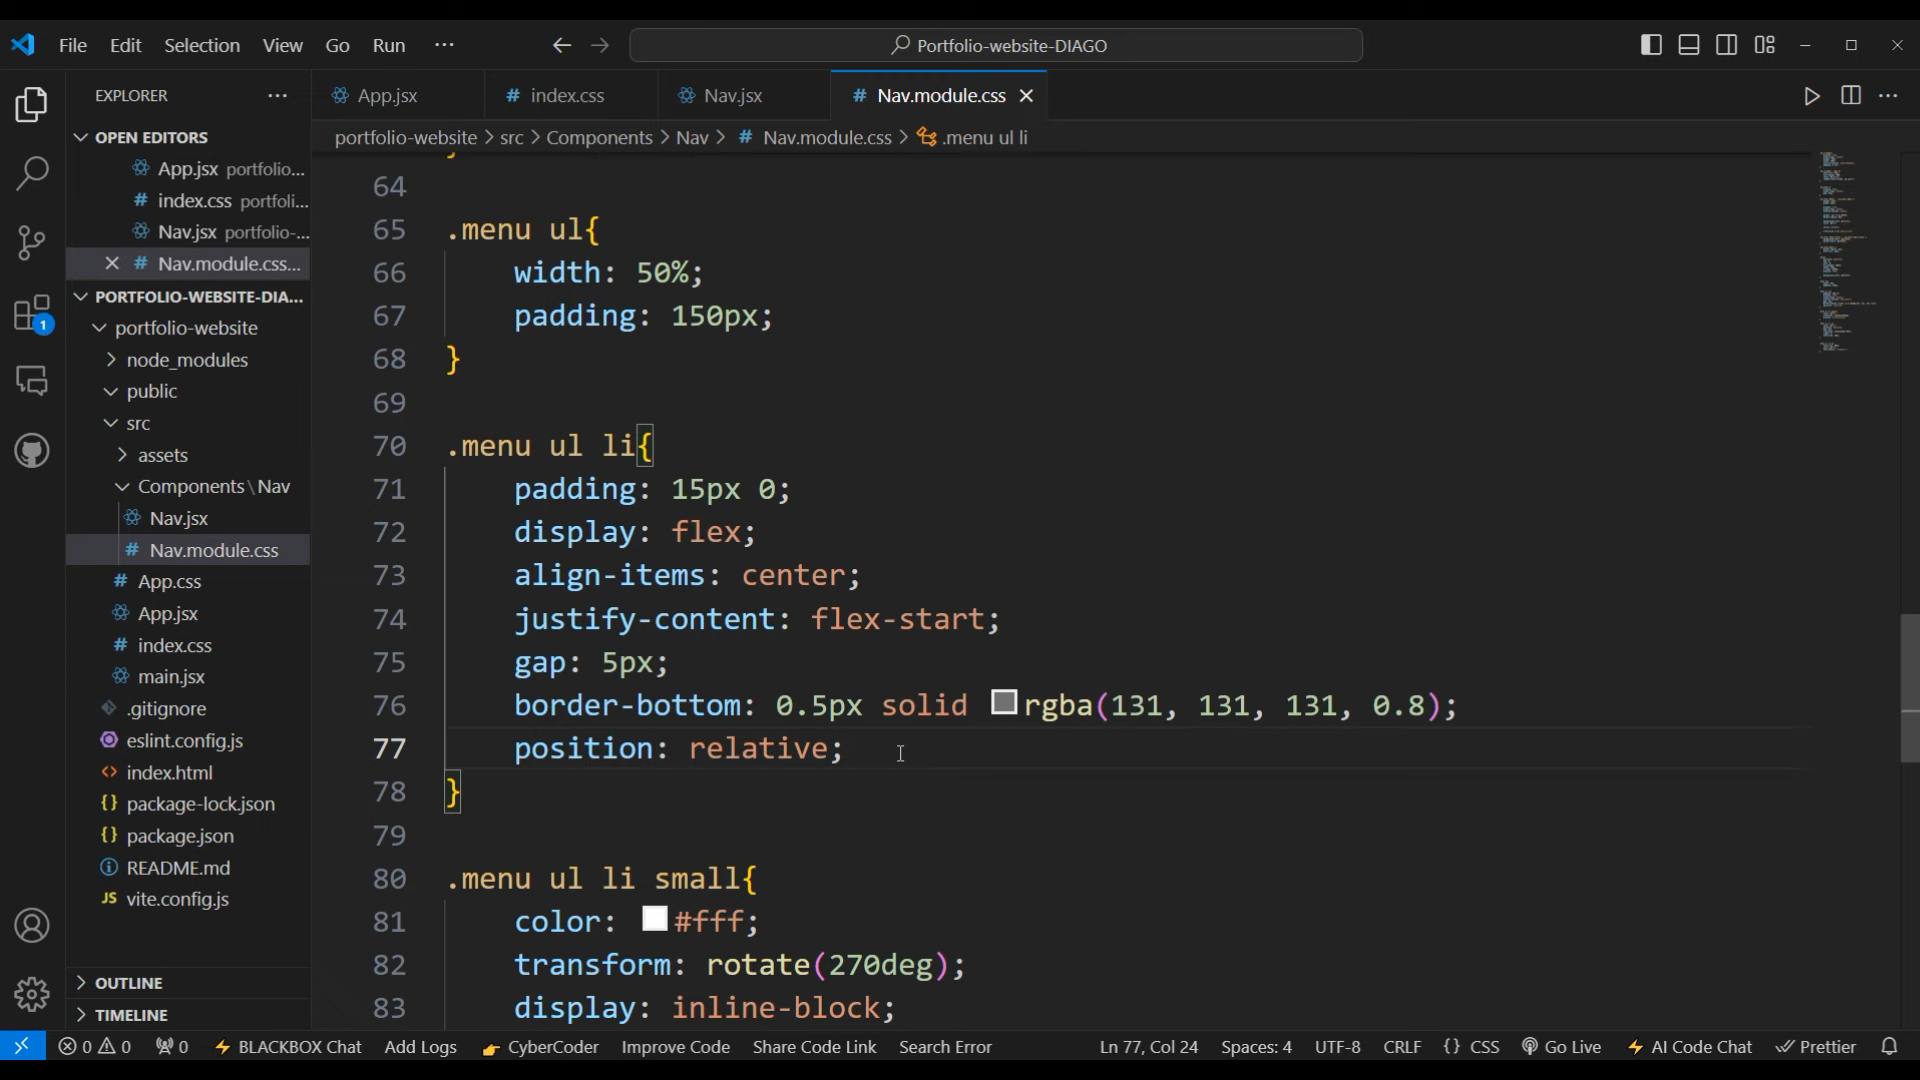 File Edit Selection View Go Run ··· Portfolio-website-DIAGO
EXPLORER ···
App.jsx # index.css Nav.jsx # Nav.module.css
OPEN EDITORS
App.jsx portfolio...
# index.css portfoli...
Nav.jsx portfolio-...
# Nav.module.css...
PORTFOLIO-WEBSITE-DIA...
portfolio-website
node_modules
public
src
assets
Components\Nav
Nav.jsx
# Nav.module.css
# App.css
App.jsx
# index.css
main.jsx
.gitignore
eslint.config.js
index.html
{} package-lock.json
{} package.json
README.md
JS vite.config.js
OUTLINE
TIMELINE
1
portfolio-website > src > Components > Nav > # Nav.module.css > .menu ul li
64
65 .menu ul{
66 width: 50%;
67 padding: 150px;
68 }
69
70 .menu ul li{
71 padding: 15px 0;
72 display: flex;
73 align-items: center;
74 justify-content: flex-start;
75 gap: 5px;
76 border-bottom: 0.5px solid rgba(131, 131, 131, 0.8);
77 position: relative;
78 }
79
80 .menu ul li small{
81 color: #fff;
82 transform: rotate(270deg);
83 display: inline-block;
0 0 0 BLACKBOX Chat Add Logs CyberCoder Improve Code Share Code Link Search Error Ln 77, Col 24 Spaces: 4 UTF-8 CRLF {} CSS Go Live AI Code Chat Prettier